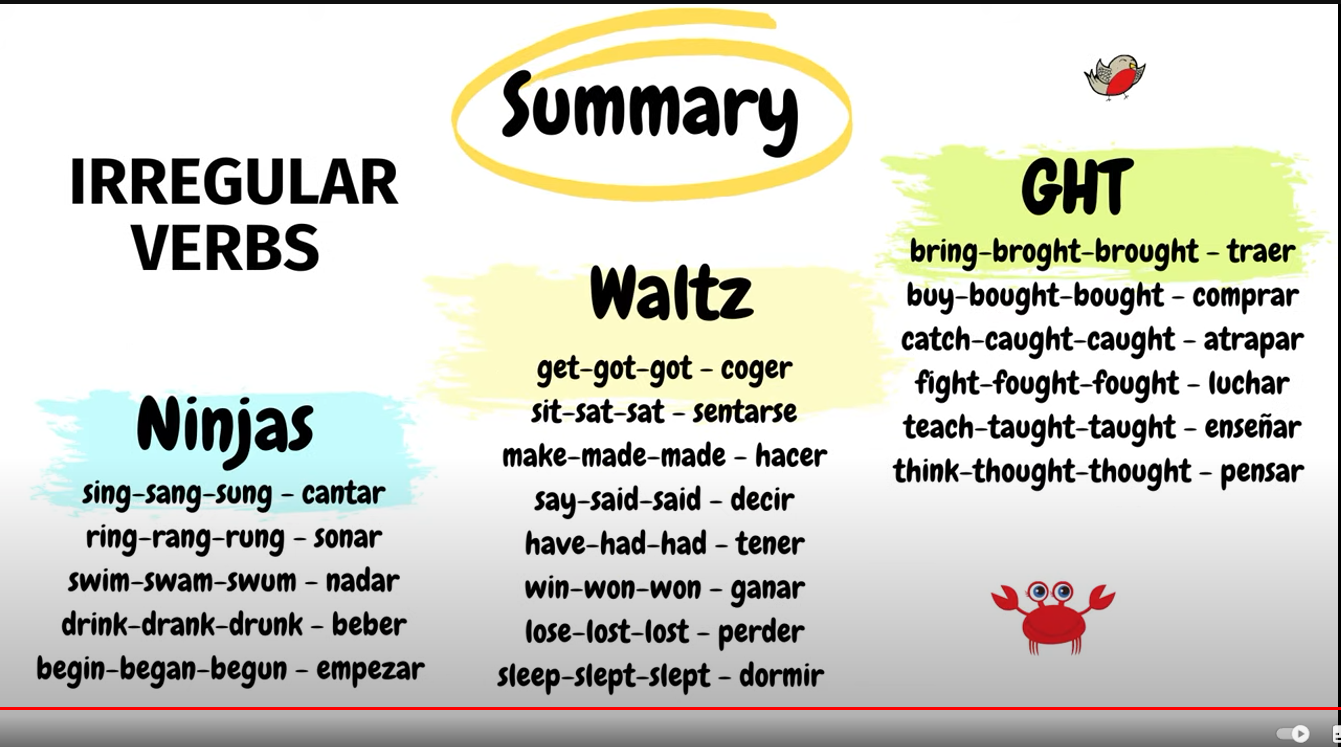 Summary
IRREGULAR
VERBS
Ninjas
sing-sang-sung - cantar
ring-rang-rung - sonar
swim-swam-swum - nadar
drink-drank-drunk - beber
begin-began-begun - empezar
Waltz
get-got-got - coger
sit-sat-sat - sentarse
make-made-made - hacer
say-said-said - decir
have-had-had - tener
win-won-won - ganar
lose-lost-lost - perder
sleep-slept-slept - dormir
GHT
bring-broght-brought - traer
buy-bought-bought - comprar
catch-caught-caught - atrapar
fight-fought-fought - luchar
teach-taught-taught - enseñar
think-thought-thought - pensar